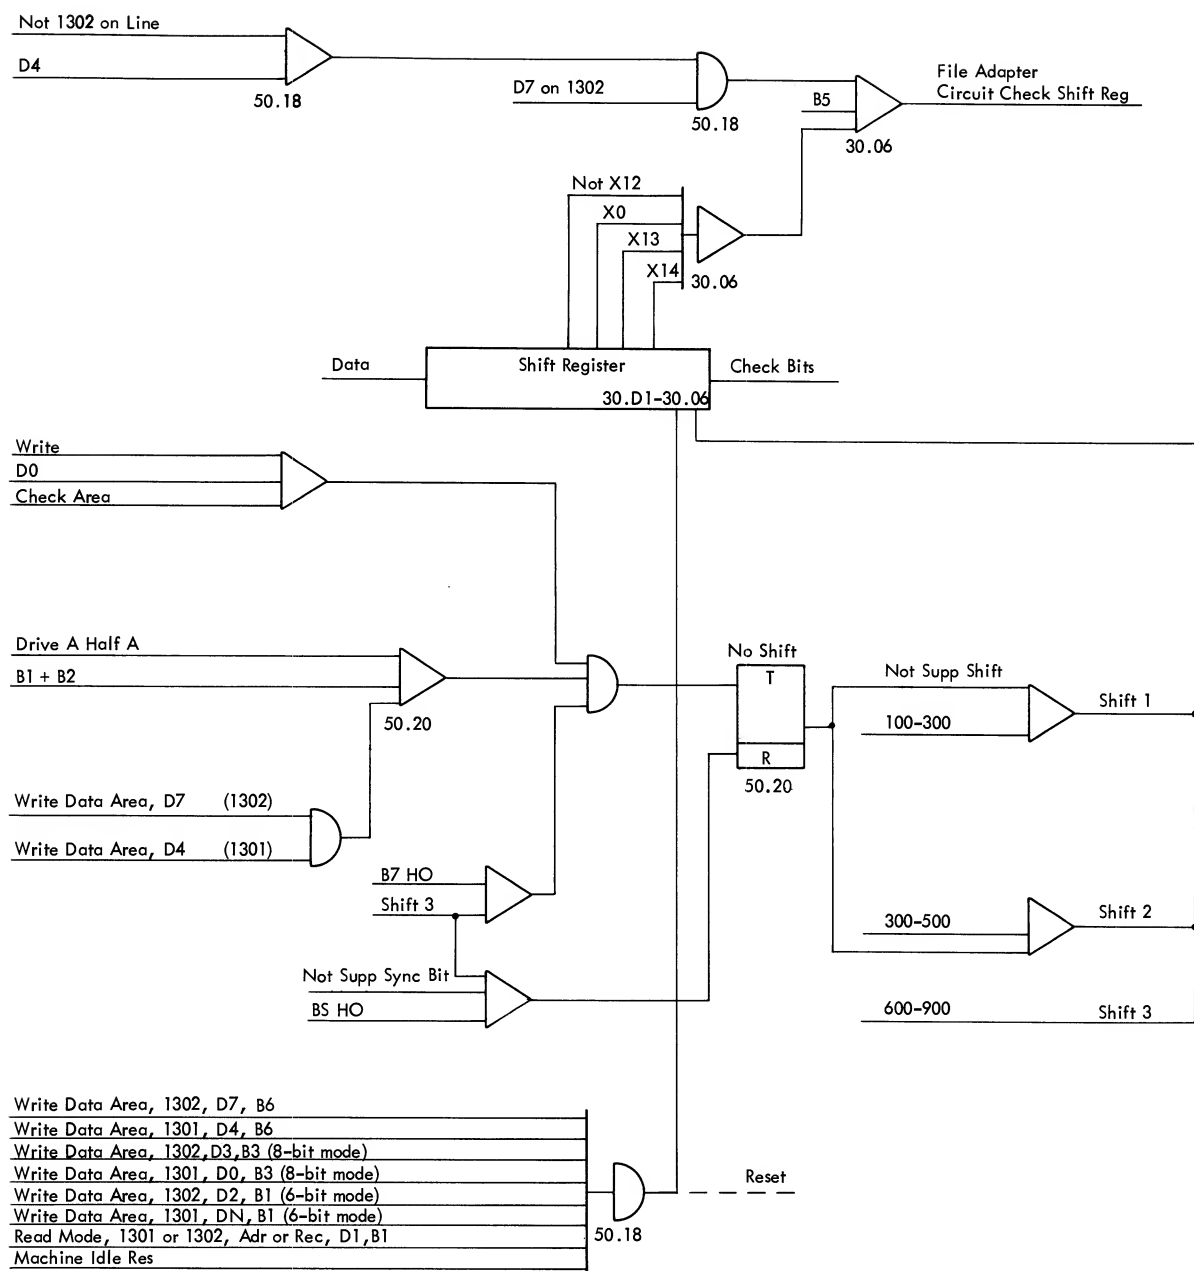 Not 1302 on Line
D4
50.18
D7 on 1302
50.18
B5
30.06
File Adapter
Circuit Check Shift Reg
Not X12
X0
X13
X14
30.06
Data
Shift Register
30.D1-30.06
Check Bits
Write
D0
Check Area
Drive A Half A
B1 + B2
50.20
No Shift
T
R
50.20
Not Supp Shift
100-300
Shift 1
Write Data Area, D7 (1302)
Write Data Area, D4 (1301)
B7 HO
Shift 3
300-500
Shift 2
Not Supp Sync Bit
BS HO
600-900
Shift 3
Write Data Area, 1302, D7, B6
Write Data Area, 1301, D4, B6
Write Data Area, 1302,D3,B3 (8-bit mode)
Write Data Area, 1301, D0, B3 (8-bit mode)
Write Data Area, 1302, D2, B1 (6-bit mode)
Write Data Area, 1301, DN, B1 (6-bit mode)
Read Mode, 1301 or 1302, Adr or Rec, D1,B1
Machine Idle Res
50.18
Reset